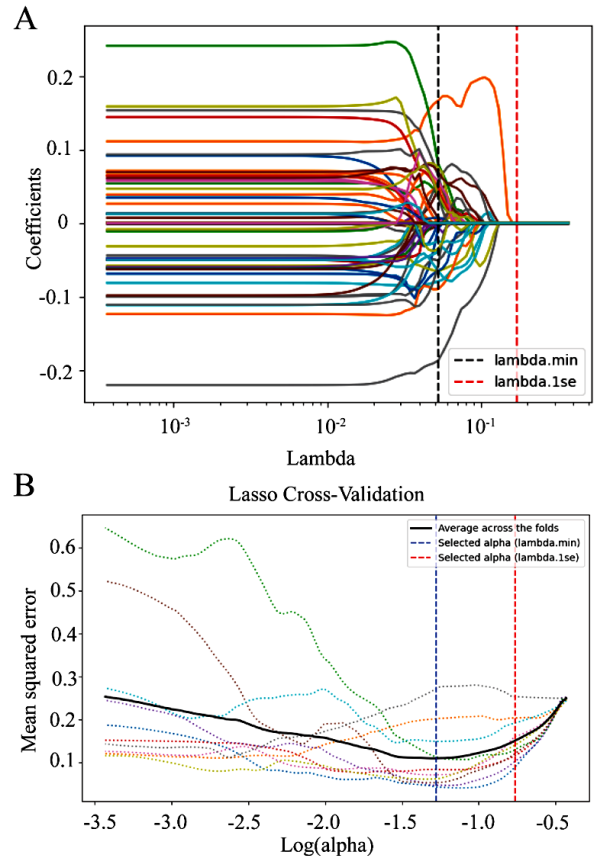 A
0.2
0.1
0
-0.1
-0.2
Coefficients
lambda.min
lambda.1se
10-3
10-2
10-1
Lambda
B
Lasso Cross-Validation
Average across the folds
Selected alpha (lambda.min)
Selected alpha (lambda.1se)
0.6
0.5
0.4
0.3
0.2
0.1
Mean squared error
-3.5 -3.0 -2.5 -2.0 -1.5 -1.0 -0.5
Log(alpha)